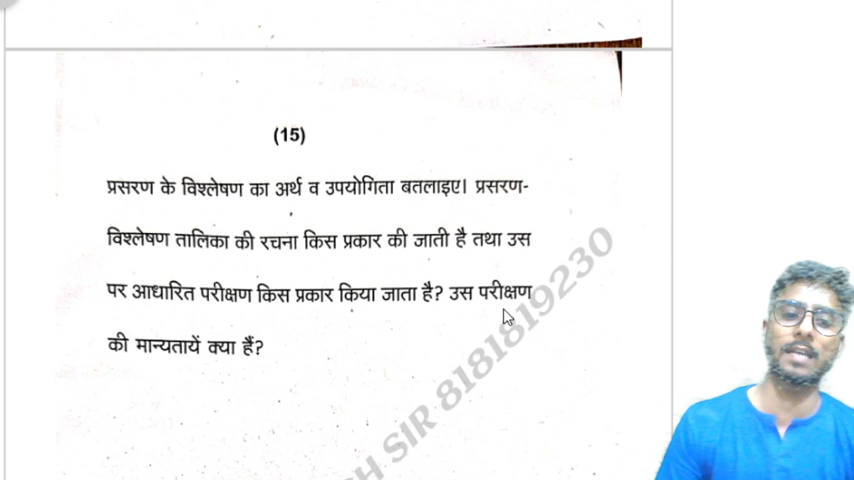 (15)
प्रसरण के विश्लेषण का अर्थ व उपयोगिता बतलाइए। प्रसरण-
विश्लेषण तालिका की रचना किस प्रकार की जाती है तथा उस
पर आधारित परीक्षण किस प्रकार किया जाता है? उस परीक्षण
की मान्यतायें क्या हैं?
SIR 8181819230